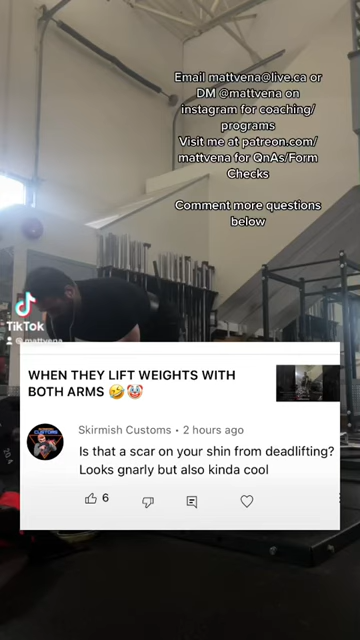 Email mattvena@live.ca or
DM @mattvena on
instagram for coaching/
programs
Visit me at patreon.com/
mattvena for QnAs/Form
Checks
Comment more questions
below
TikTok
@mattvena
WHEN THEY LIFT WEIGHTS WITH
BOTH ARMS 🤣🤡
Skirmish Customs • 2 hours ago
Is that a scar on your shin from deadlifting?
Looks gnarly but also kinda cool
6